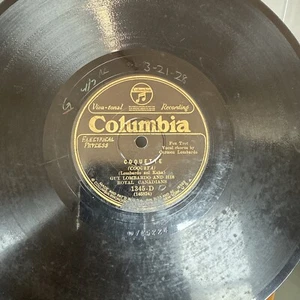 3-21-28
Viva-tonal Recording
Columbia
ELECTRICAL
PROCESS
Fox Trot
Vocal chorus by
Carmen Lombardo
COQUETTE
(COQUETA)
(Lombardo and Kahn)
GUY LOMBARDO AND HIS
ROYAL CANADIANS
1345-D